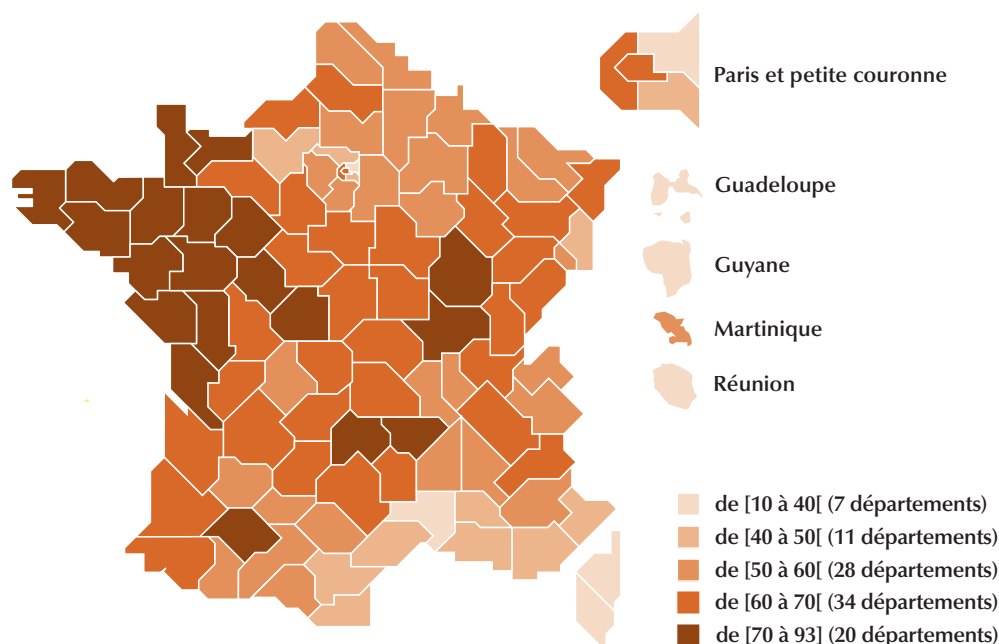 Paris et petite couronne
Guadeloupe
Guyane
Martinique
Réunion
de [10 à 40[ (7 départements)
de [40 à 50[ (11 départements)
de [50 à 60[ (28 départements)
de [60 à 70[ (34 départements)
de [70 à 93] (20 départements)